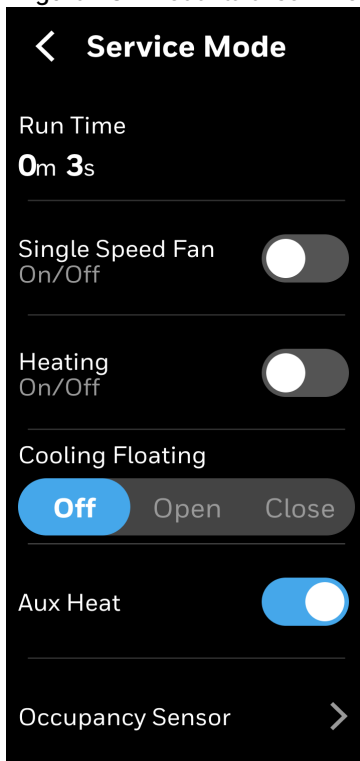 Service Mode
Run Time
0m 3s
Single Speed Fan
On/Off
Heating
On/Off
Cooling Floating
Off Open Close
Aux Heat
Occupancy Sensor